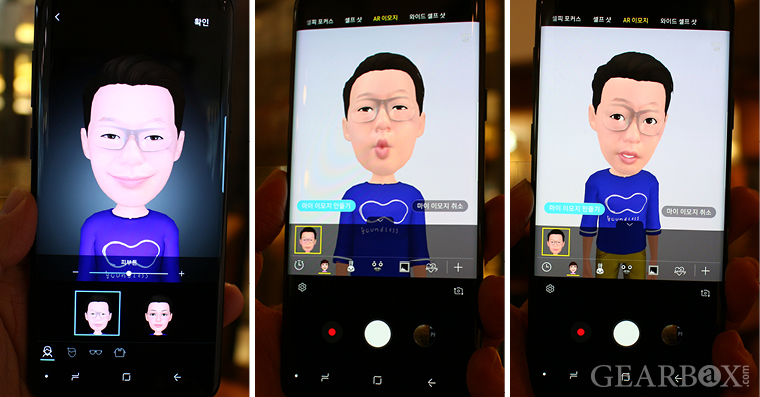 확인
피부톤
셀피 포커스 셀프 샷 AR 이모지 와이드 셀프 샷
마이 이모지 만들기 마이 이모지 취소
셀피 포커스 셀프 샷 AR 이모지 와이드 셀프 샷
마이 이모지 만들기 마이 이모지 취소
GEARBAX.com